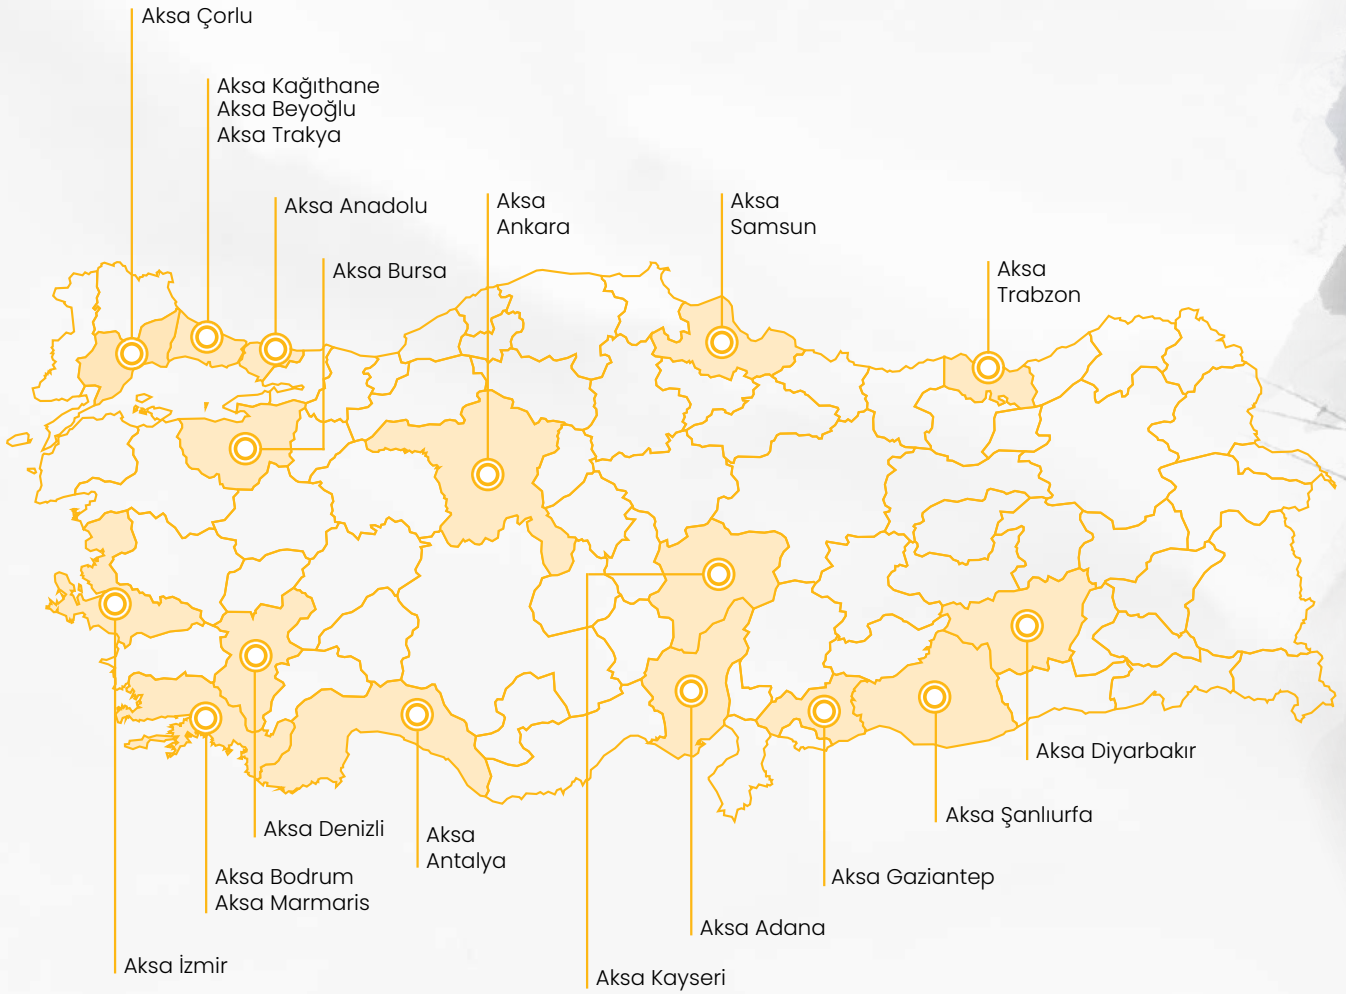 Aksa Çorlu
Aksa Kağıthane
Aksa Beyoğlu
Aksa Trakya
Aksa Anadolu
Aksa
Ankara
Aksa
Samsun
Aksa Bursa
Aksa
Trabzon
Aksa Diyarbakır
Aksa Şanlıurfa
Aksa Denizli
Aksa
Antalya
Aksa Bodrum
Aksa Marmaris
Aksa Gaziantep
Aksa Adana
Aksa İzmir
Aksa Kayseri